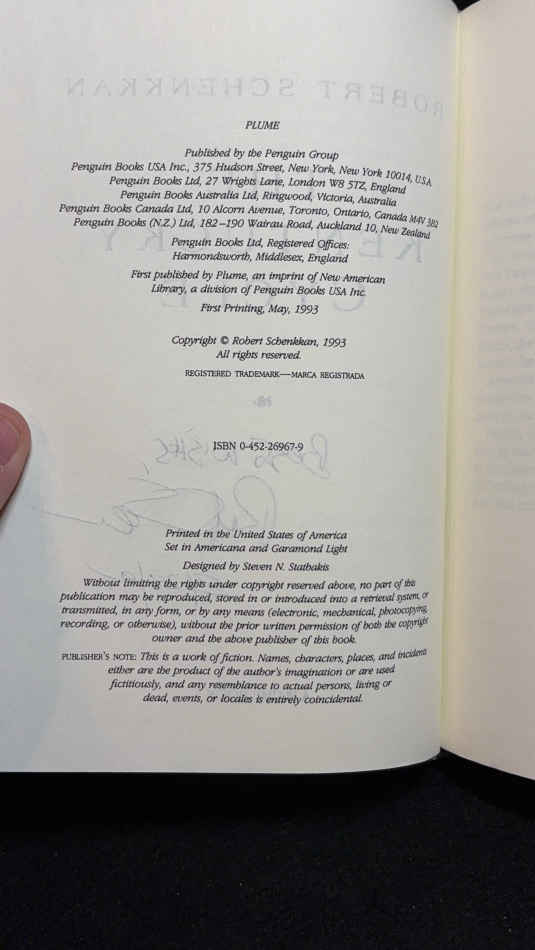 ROBERT SCHENKKAN
PLUME
Published by the Penguin Group
Penguin Books USA Inc., 375 Hudson Street, New York, New York 10014, U.S.A.
Penguin Books Ltd, 27 Wrights Lane, London W8 5TZ, England
Penguin Books Australia Ltd, Ringwood, Victoria, Australia
Penguin Books Canada Ltd, 10 Alcorn Avenue, Toronto, Ontario, Canada M4V 3B2
Penguin Books (N.Z.) Ltd, 182–190 Wairau Road, Auckland 10, New Zealand
Penguin Books Ltd, Registered Offices:
Harmondsworth, Middlesex, England
First published by Plume, an imprint of New American
Library, a division of Penguin Books USA Inc.
First Printing, May, 1993
Copyright © Robert Schenkkan, 1993
All rights reserved.
REGISTERED TRADEMARK—MARCA REGISTRADA
ISBN 0-452-26967-9
Best Wishes
Printed in the United States of America
Set in Americana and Garamond Light
Designed by Steven N. Stathakis
Without limiting the rights under copyright reserved above, no part of this
publication may be reproduced, stored in or introduced into a retrieval system, or
transmitted, in any form, or by any means (electronic, mechanical, photocopying,
recording, or otherwise), without the prior written permission of both the copyright
owner and the above publisher of this book.
PUBLISHER'S NOTE: This is a work of fiction. Names, characters, places, and incidents
either are the product of the author's imagination or are used
fictitiously, and any resemblance to actual persons, living or
dead, events, or locales is entirely coincidental.